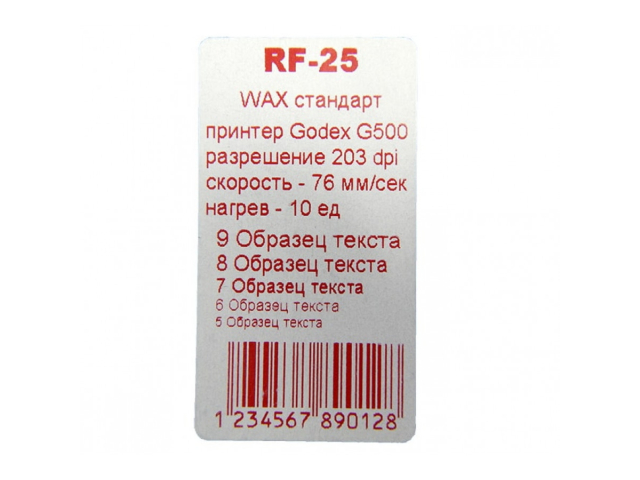 RF-25
WAX стандарт
принтер Godex G500
разрешение 203 dpi
скорость - 76 мм/сек
нагрев - 10 ед
9 Образец текста
8 Образец текста
7 Образец текста
6 Образец текста
5 Образец текста
1 234567 890128